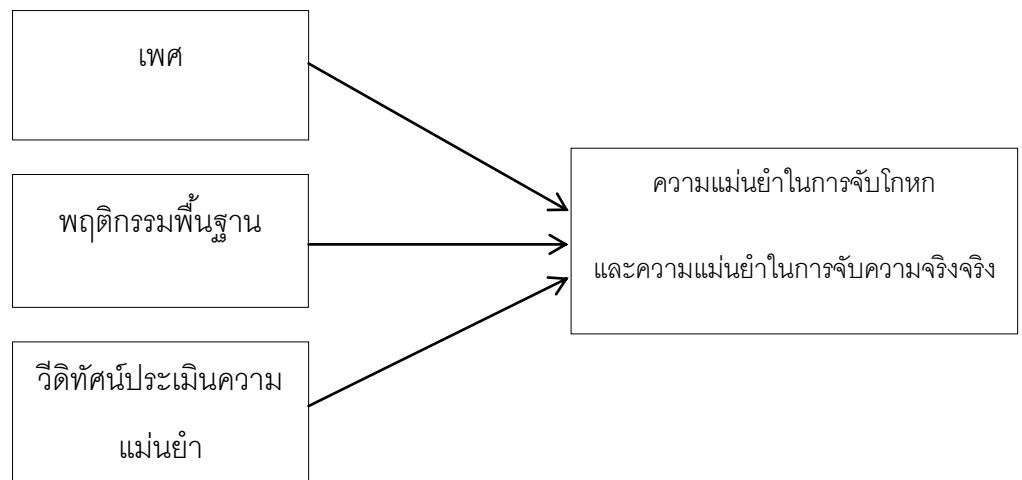 เพศ
พฤติกรรมพื้นฐาน
วีดิทัศน์ประเมินความ
แม่นยำ
ความแม่นยำในการจับโกหก
และความแม่นยำในการจับความจริงจริง